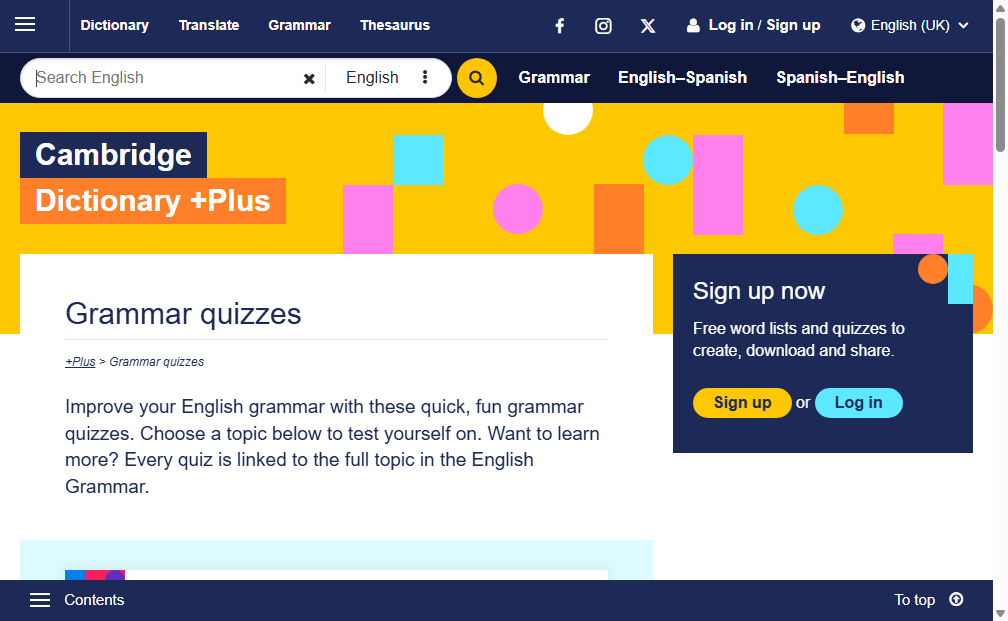 Dictionary Translate Grammar Thesaurus Log in / Sign up English (UK)
Search English English Grammar English–Spanish Spanish–English
Cambridge
Dictionary +Plus
Grammar quizzes
+Plus > Grammar quizzes
Improve your English grammar with these quick, fun grammar
quizzes. Choose a topic below to test yourself on. Want to learn
more? Every quiz is linked to the full topic in the English
Grammar.
Sign up now
Free word lists and quizzes to
create, download and share.
Sign up or Log in
Contents To top